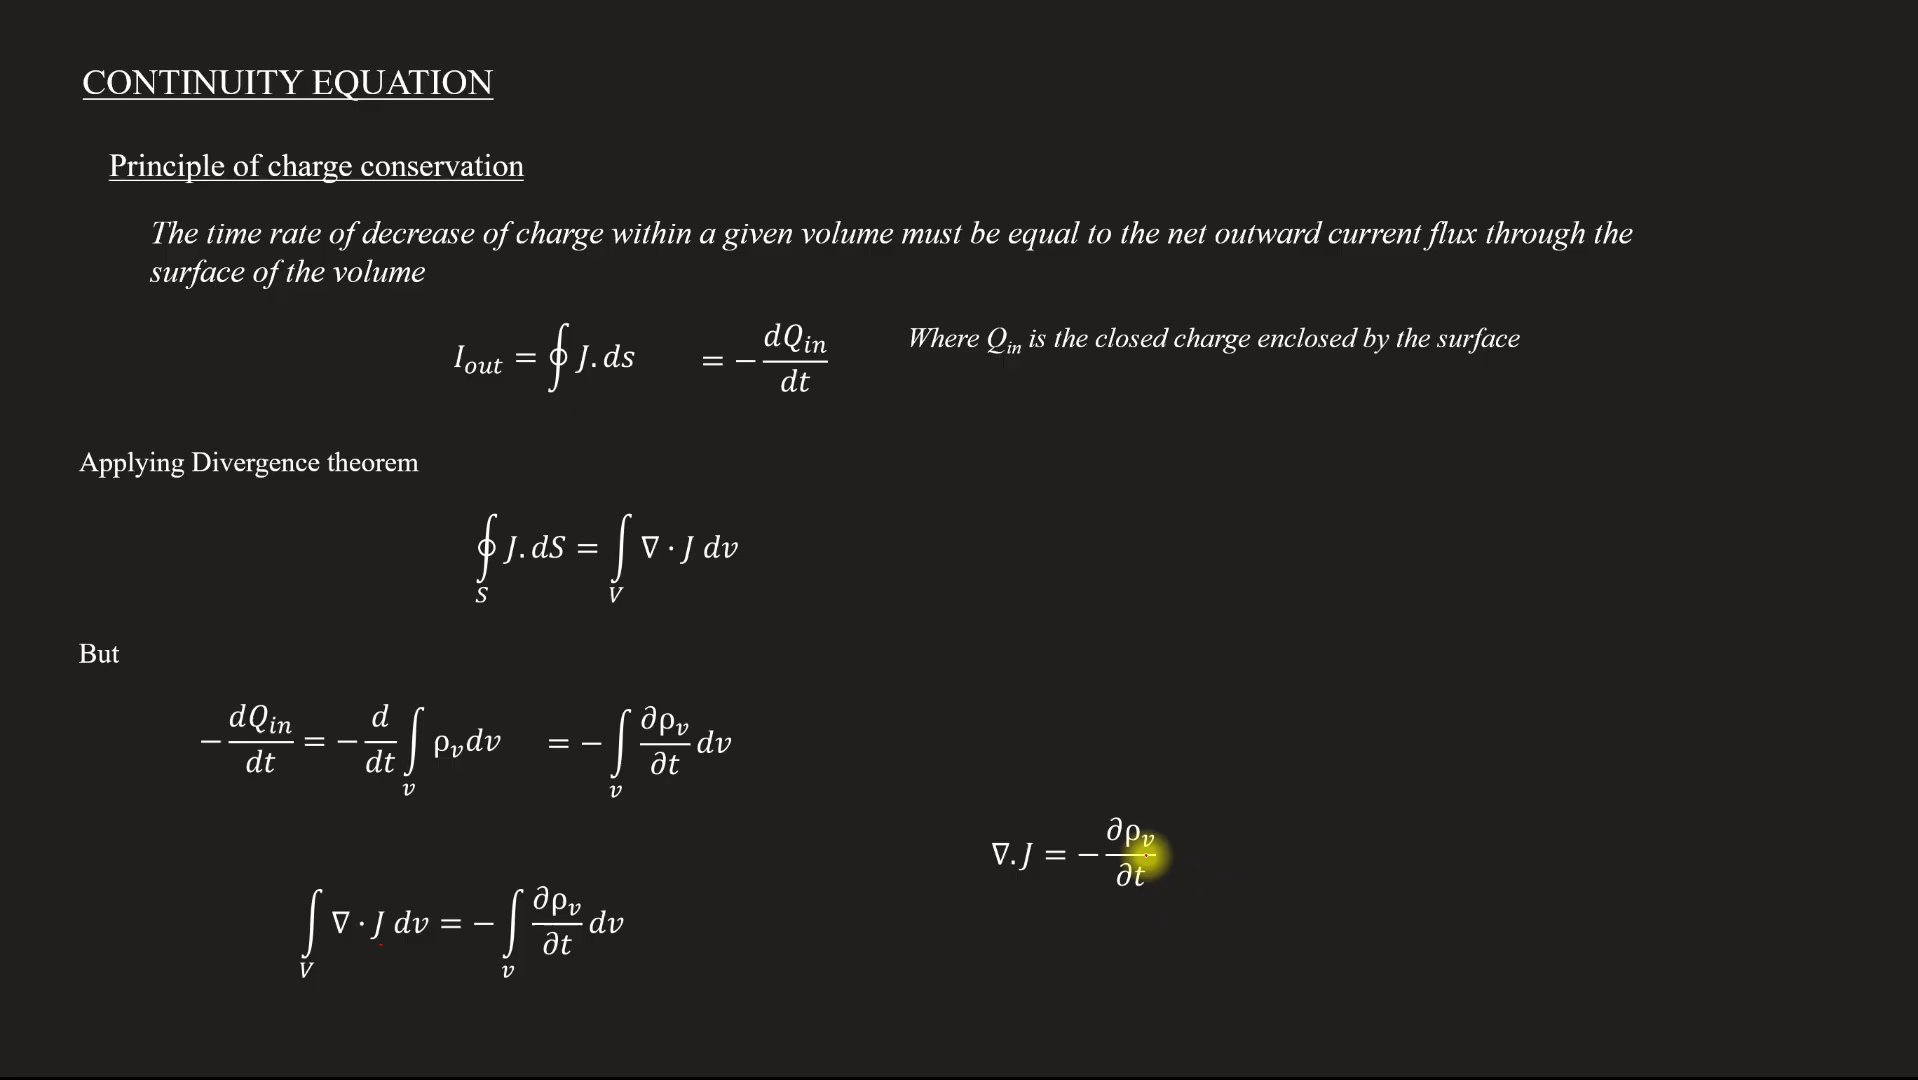 CONTINUITY EQUATION
Principle of charge conservation
The time rate of decrease of charge within a given volume must be equal to the net outward current flux through the
surface of the volume
I_out = ∮ J. ds = − dQ_in/dt
Where Q_in is the closed charge enclosed by the surface
Applying Divergence theorem
∮_S J. dS = ∫_V ∇ · J dv
But
− dQ_in/dt = − d/dt ∫_v ρ_v dv = − ∫_v ∂ρ_v/∂t dv
∇. J = − ∂ρ_v/∂t
∫_V ∇ · J dv = − ∫_v ∂ρ_v/∂t dv